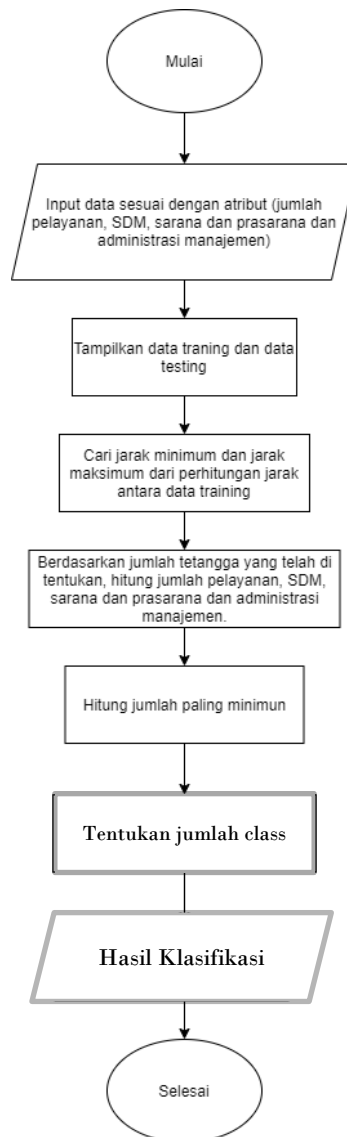 Mulai
Input data sesuai dengan atribut (jumlah
pelayanan, SDM, sarana dan prasarana dan
administrasi manajemen)
Tampilkan data traning dan data
testing
Cari jarak minimum dan jarak
maksimum dari perhitungan jarak
antara data training
Berdasarkan jumlah tetangga yang telah di
tentukan, hitung jumlah pelayanan, SDM,
sarana dan prasarana dan administrasi
manajemen.
Hitung jumlah paling minimun
Tentukan jumlah class
Hasil Klasifikasi
Selesai